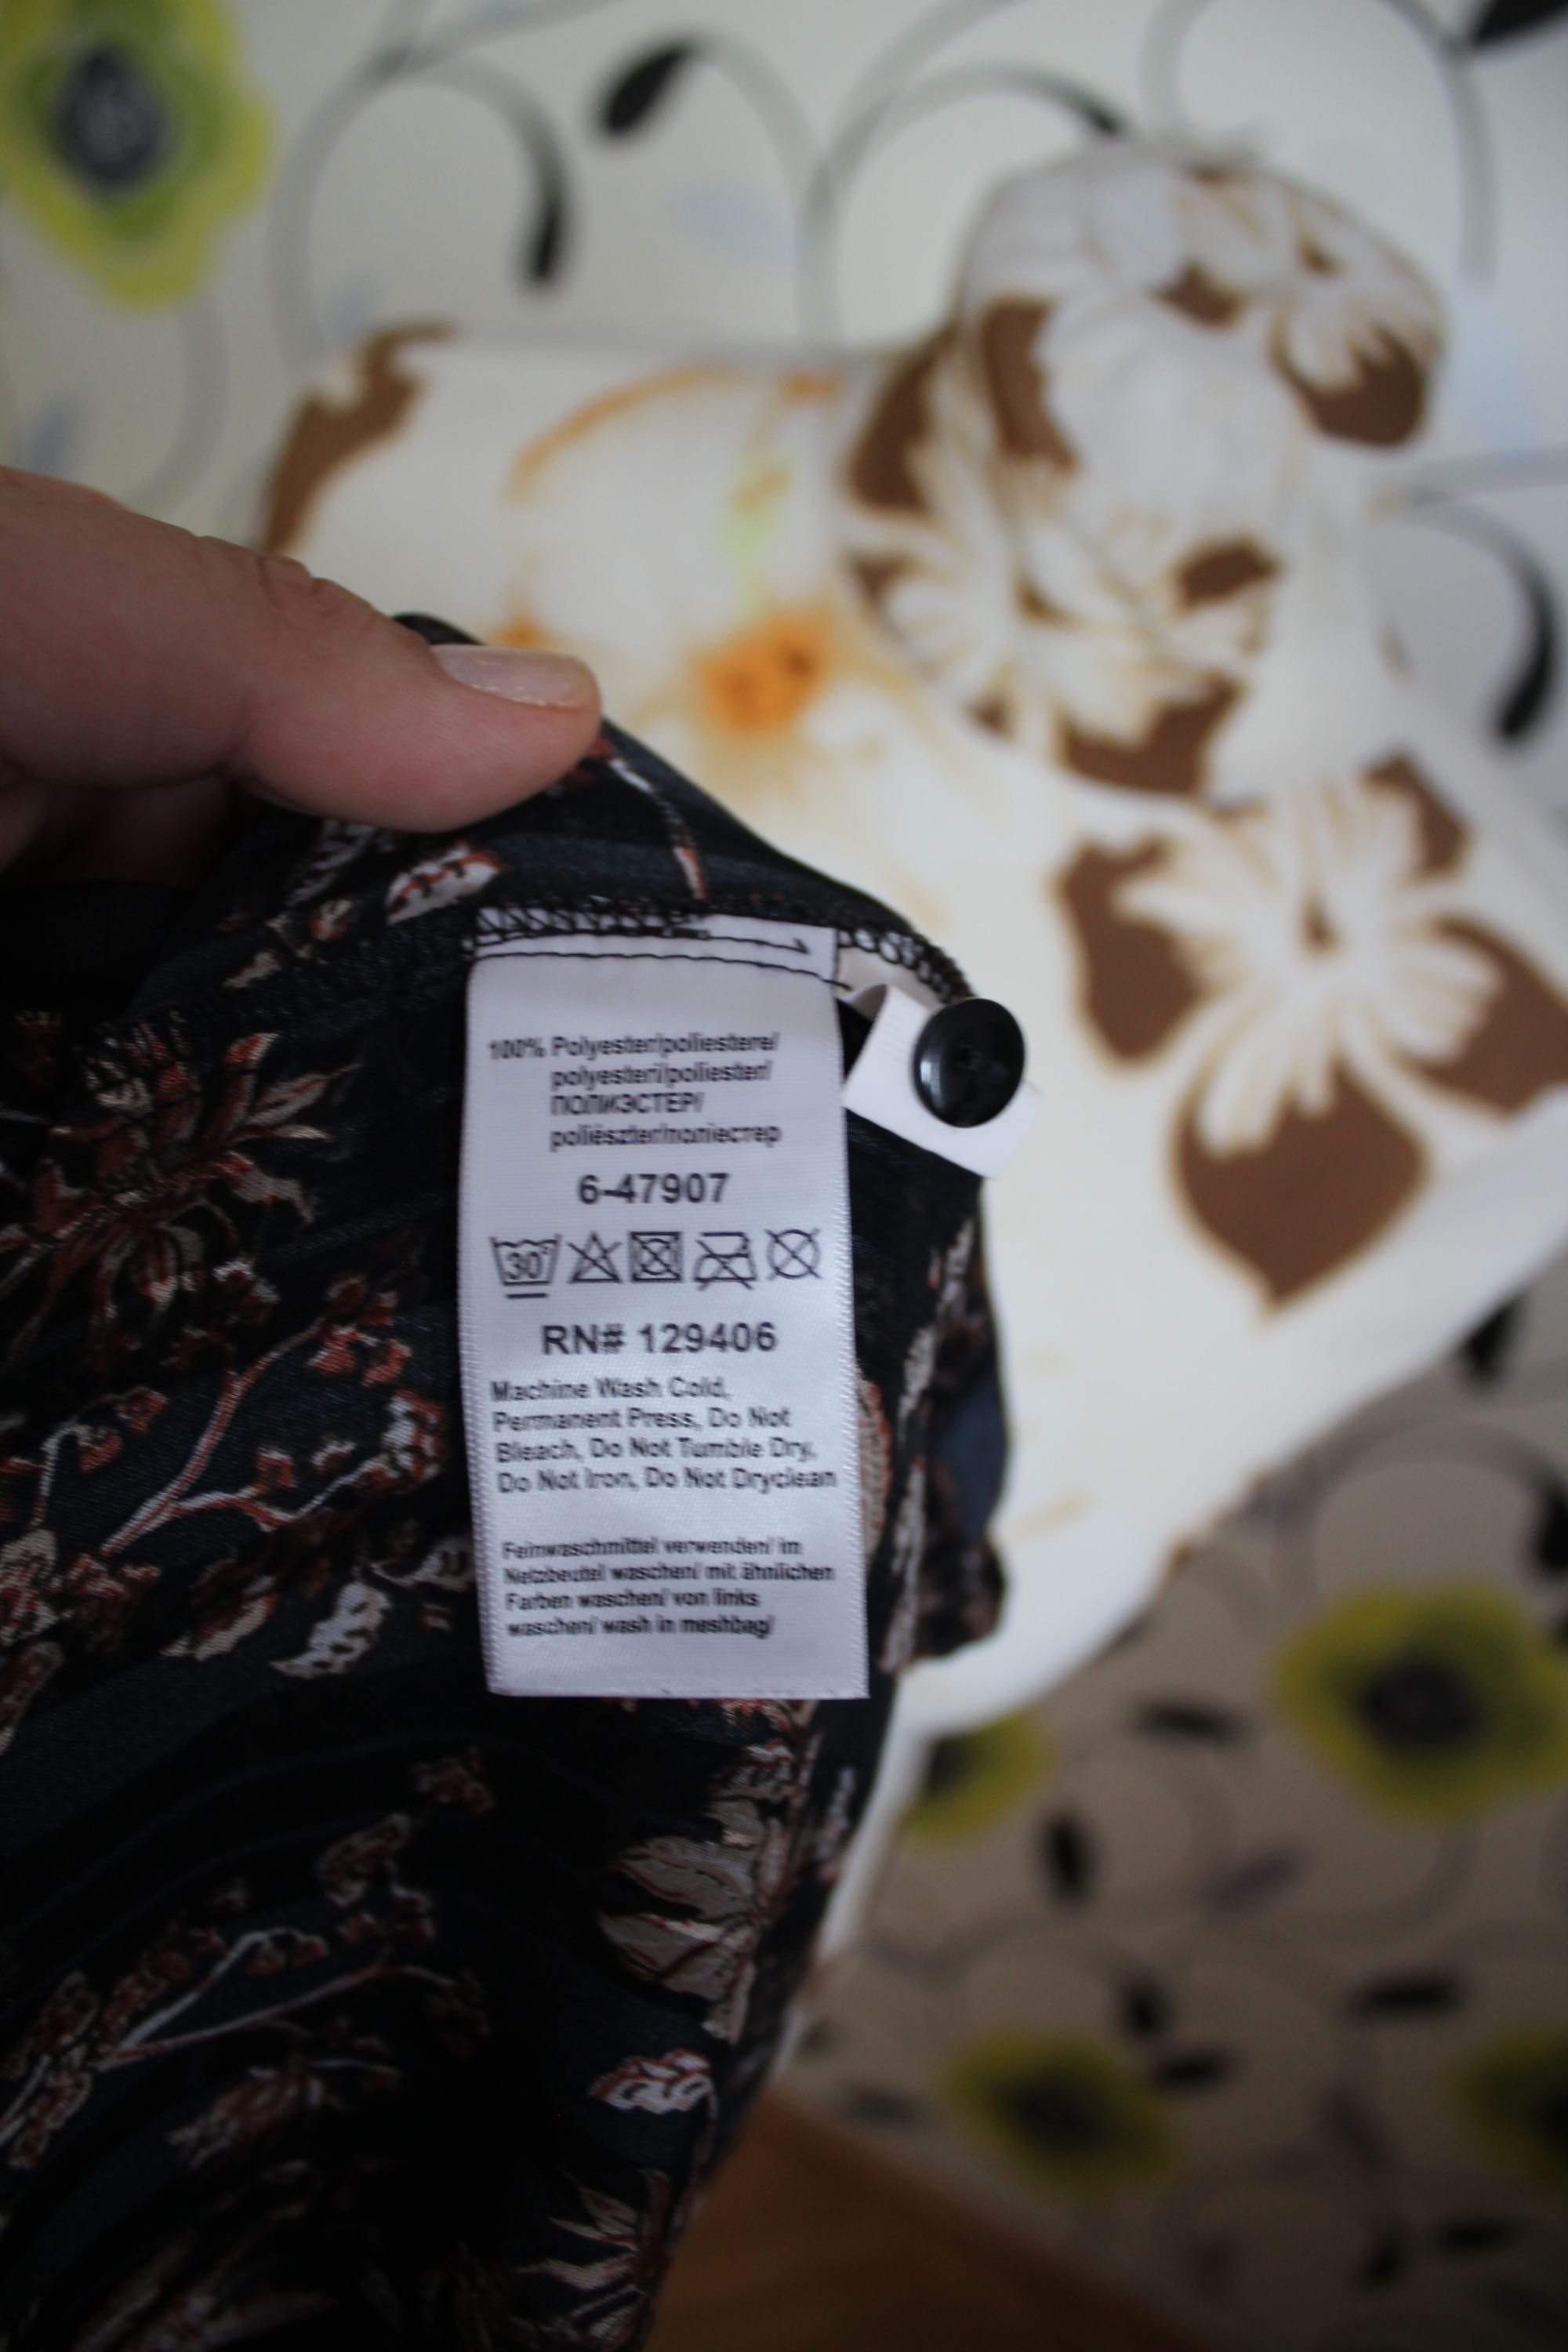 100% Polyester/poliestere/
polyesteri/poliester/
ПОЛИЭСТЕР/
poliészter/поліестер
6-47907
30°
RN# 129406
Machine Wash Cold,
Permanent Press, Do Not
Bleach, Do Not Tumble Dry,
Do Not Iron, Do Not Dryclean
Feinwaschmittel verwenden/ im
Netzbeutel waschen/ mit ähnlichen
Farben waschen/ von links
waschen/ wash in meshbag/